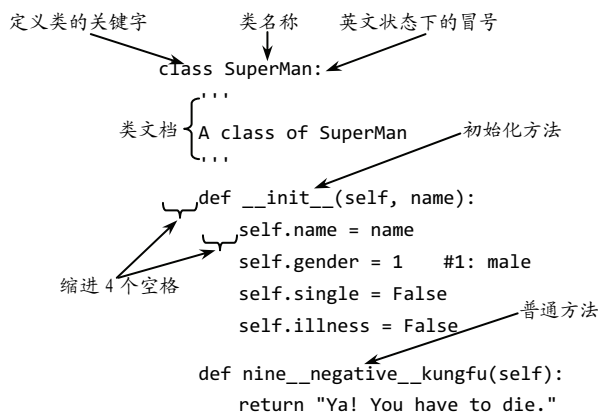 定义类的关键字 类名称 英文状态下的冒号
class SuperMan:
'''
类文档 A class of SuperMan 初始化方法
'''
def __init__(self, name):
self.name = name
self.gender = 1 #1: male
缩进 4 个空格
self.single = False
self.illness = False
普通方法
def nine__negative__kungfu(self):
return "Ya! You have to die."